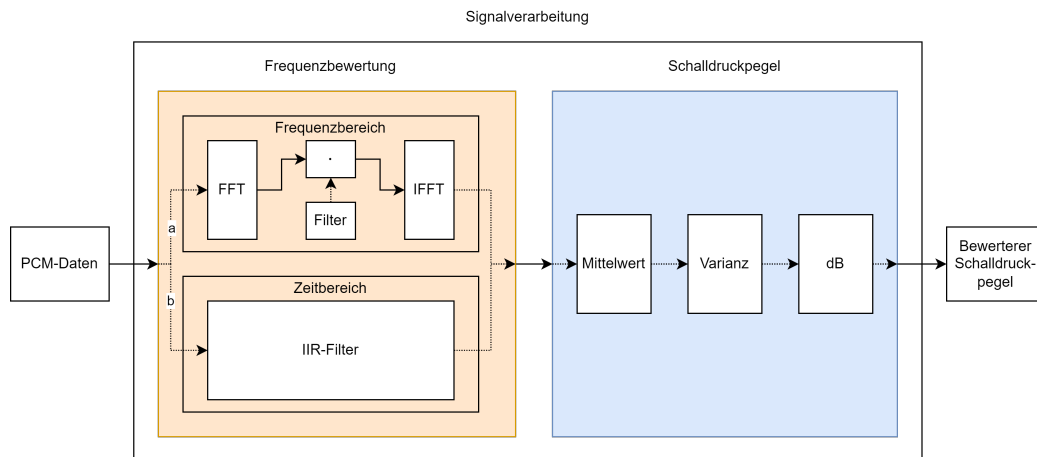 Signalverarbeitung
Frequenzbewertung
Schalldruckpegel
Frequenzbereich
FFT
·
IFFT
Filter
a
PCM-Daten
b
Zeitbereich
IIR-Filter
Mittelwert
Varianz
dB
Bewerterer
Schalldruck-
pegel